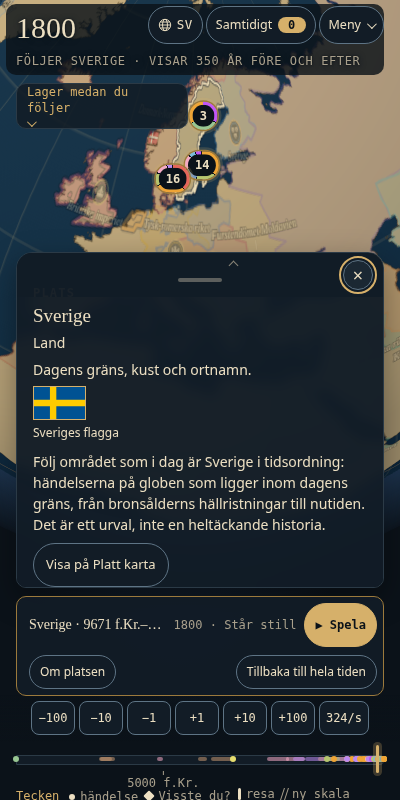 1800
SV
Samtidigt 0
Meny
FÖLJER SVERIGE · VISAR 350 ÅR FÖRE OCH EFTER
Lager medan du
följer
3
14
16
PLATS
Sverige
Land
Dagens gräns, kust och ortnamn.
Sveriges flagga
Följ området som i dag är Sverige i tidsordning:
händelserna på globen som ligger inom dagens
gräns, från bronsålderns hällristningar till nutiden.
Det är ett urval, inte en heltäckande historia.
Visa på Platt karta
Sverige · 9671 f.Kr.–… 1800 · Står still ▶ Spela
Om platsen
Tillbaka till hela tiden
−100 −10 −1 +1 +10 +100 324/s
5000 f.Kr.
Tecken händelse Visste du? resa // ny skala